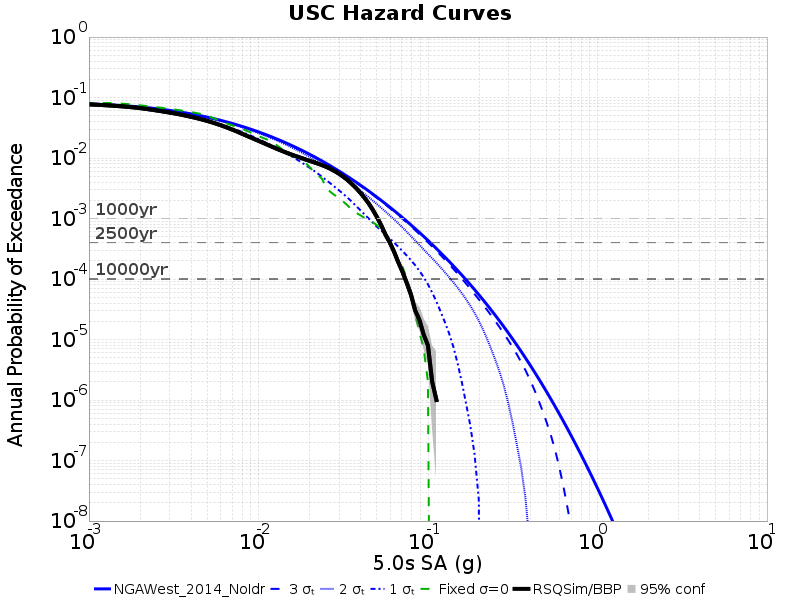 USC Hazard Curves
Annual Probability of Exceedance
10^0
10^-1
10^-2
10^-3
10^-4
10^-5
10^-6
10^-7
10^-8
1000yr
2500yr
10000yr
10^-3 10^-2 10^-1 10^0 10^1
5.0s SA (g)
NGAWest_2014_NoIdr 3 σₜ 2 σₜ 1 σₜ Fixed σ=0 RSQSim/BBP 95% conf